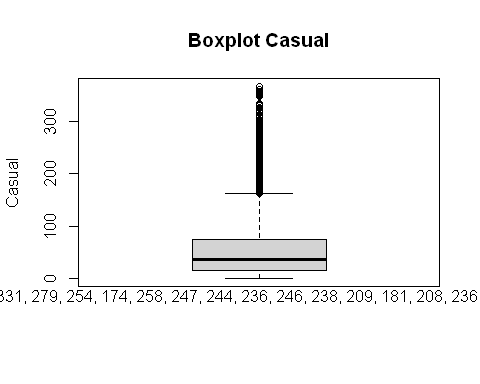 Boxplot Casual
Casual
300
200
100
0
331, 279, 254, 174, 258, 247, 244, 236, 246, 238, 209, 181, 208, 236